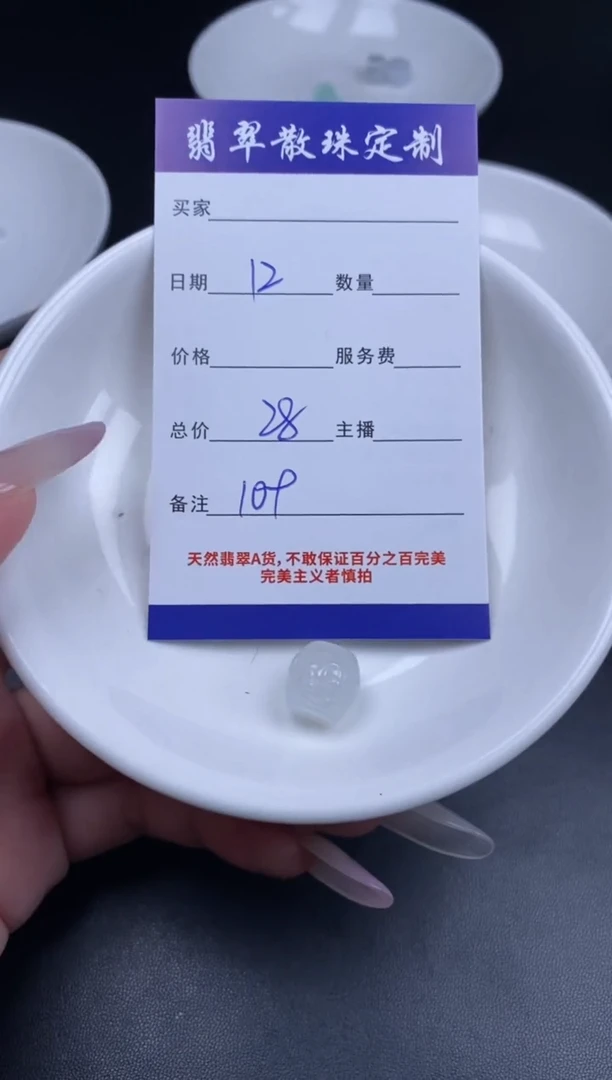 翡翠散珠定制
买家
日期 12 数量
价格 服务费
总价 28 主播
备注 109
天然翡翠A货,不敢保证百分之百完美
完美主义者慎拍